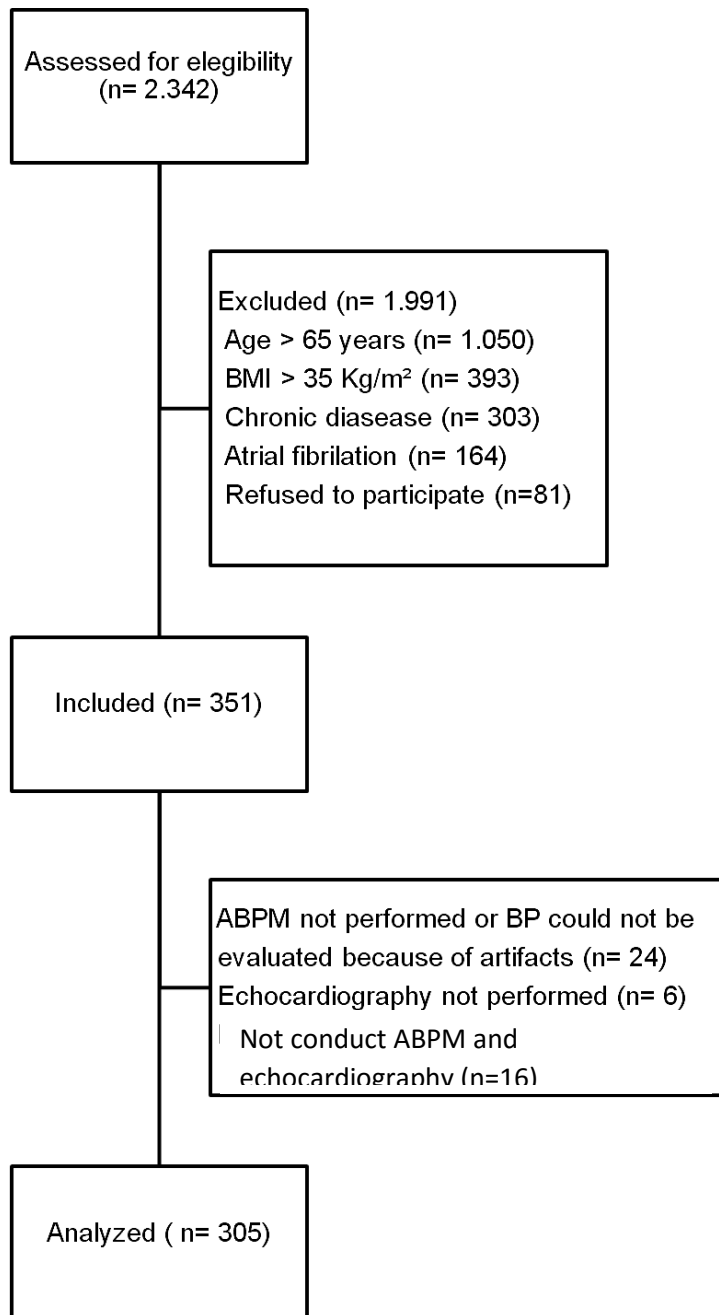 Assessed for elegibility
(n= 2.342)
Excluded (n= 1.991)
Age > 65 years (n= 1.050)
BMI > 35 Kg/m² (n= 393)
Chronic diasease (n= 303)
Atrial fibrilation (n= 164)
Refused to participate (n=81)
Included (n= 351)
ABPM not performed or BP could not be
evaluated because of artifacts (n= 24)
Echocardiography not performed (n= 6)
Not conduct ABPM and
echocardiography (n=16)
Analyzed ( n= 305)